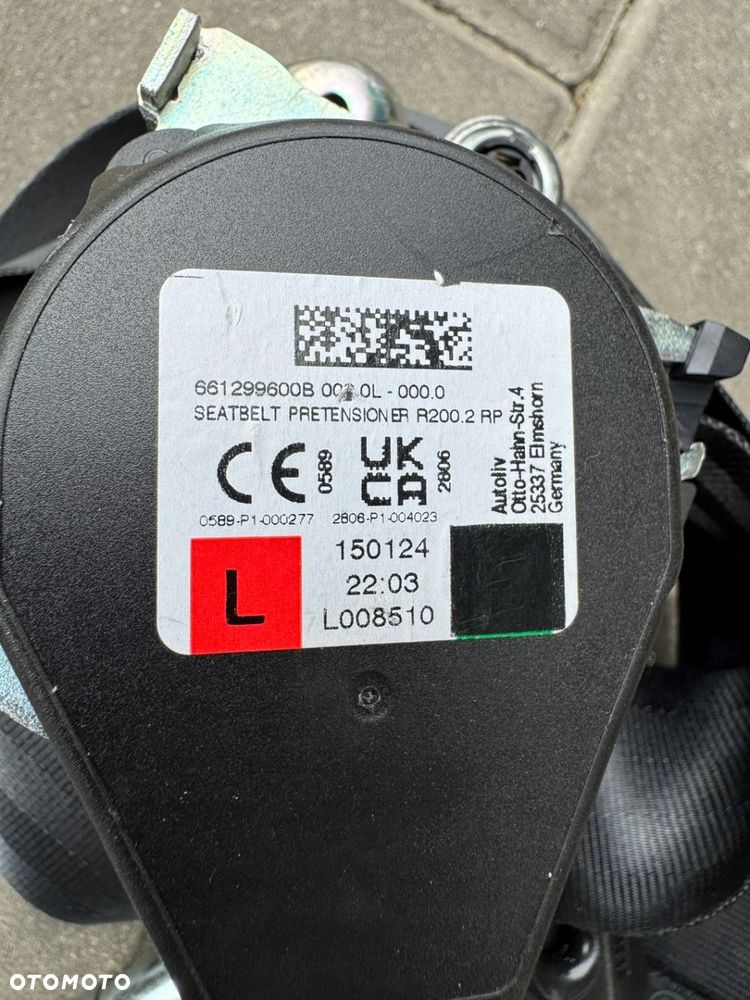 661299600B 00 .0L - 000.0
SEATBELT PRETENSIONER R200.2 RP
CE 0589
UK CA 2806
0589-P1-000277 2806-P1-004023
Autoliv
Otto-Hahn-Str.4
25337 Elmshorn
Germany
L
150124
22:03
L008510
OTOMOTO